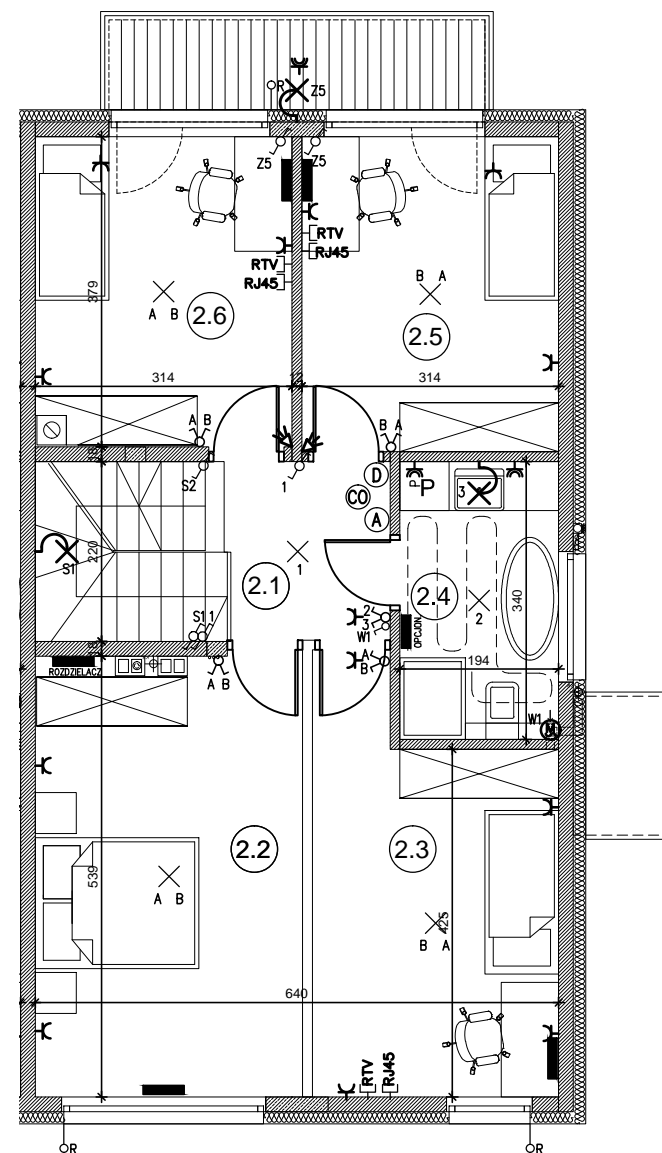 R
Z5
Z5 Z5
RTV
RJ45
RTV
RJ45
379
A B
2.6
B A
2.5
314 12 314
A B
B A
18
S2
1
D
CO
A
P
P
3
220
S1
1
2.1
2.4
2
340
S1 1
2
3
W1
OPCJON.
18
ROZDZIELACZ
A B
A
B
194
W1
M
2.2
2.3
539
A B
425
B A
640
RTV
RJ45
R
R